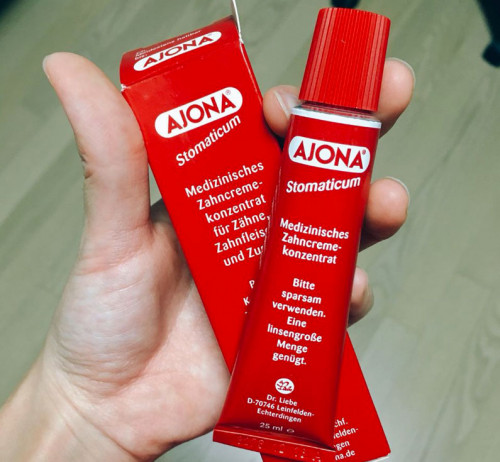 AJONA®
AJONA®
Stomaticum
Medizinisches
Zahncreme-
konzentrat
für Zähne
Zahnfleis
und Zu
AJONA®
Stomaticum
Medizinisches
Zahncreme-
konzentrat
Bitte
sparsam
verwenden.
Eine
linsengroße
Menge
genügt.
Dr. Liebe
D-70746 Leinfelden-
Echterdingen
25 ml e